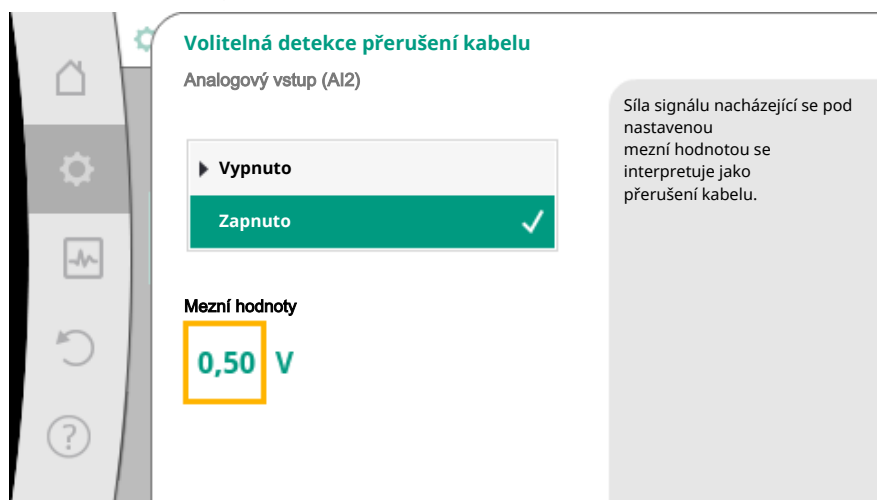 Volitelná detekce přerušení kabelu
Analogový vstup (AI2)
Vypnuto
Zapnuto
Mezní hodnoty
0,50 V
Síla signálu nacházející se pod
nastavenou
mezní hodnotou se
interpretuje jako
přerušení kabelu.